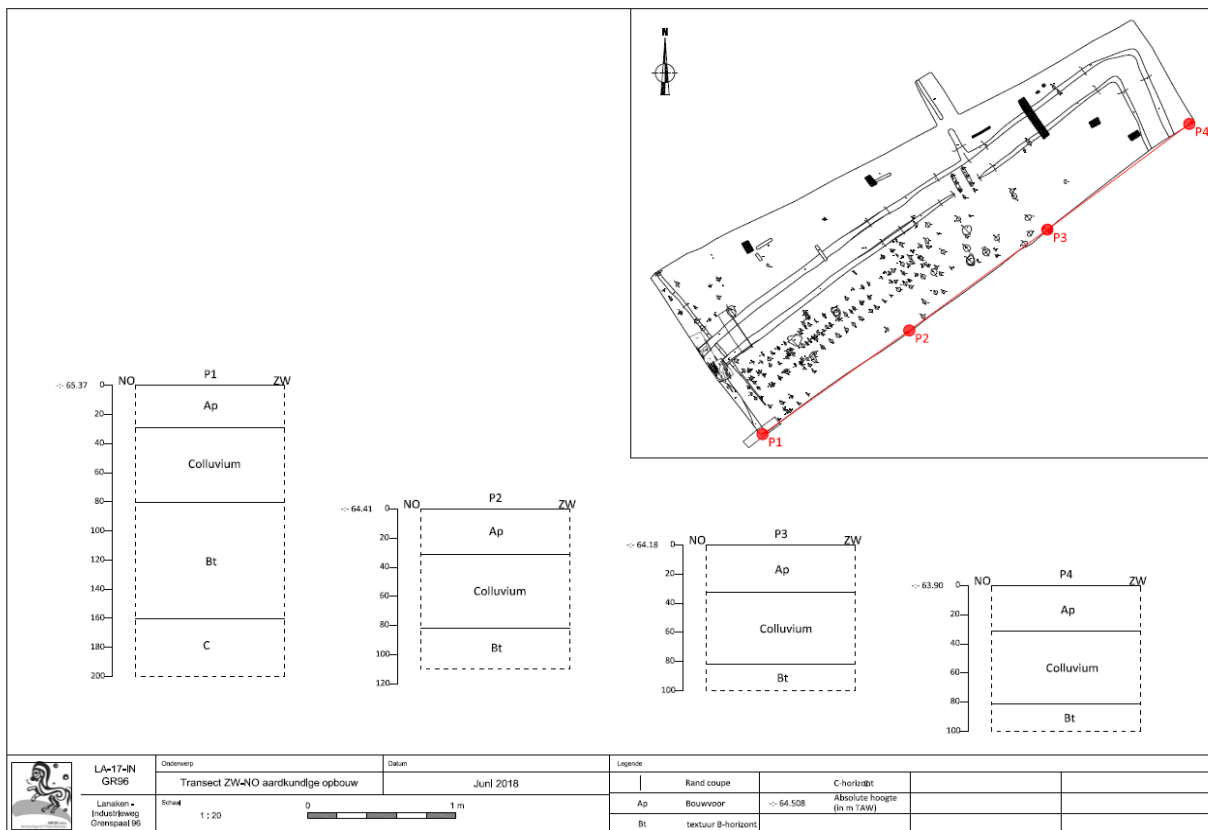 N
P4
P3
P2
P1
-:- 65.37
NO
P1
ZW
0
20
40
60
80
100
120
140
160
180
200
Ap
Colluvium
Bt
C
-:- 64.41
NO
P2
ZW
0
20
40
60
80
100
120
Ap
Colluvium
Bt
-:- 64.18
NO
P3
ZW
0
20
40
60
80
100
Ap
Colluvium
Bt
-:- 63.90
NO
P4
ZW
0
20
40
60
80
100
Ap
Colluvium
Bt
LA-17-IN
GR96
Lanaken -
Industrieweg
Grenspaal 96
Onderwerp
Transect ZW-NO aardkundige opbouw
Datum
Juni 2018
Schaal
1 : 20
0
1 m
Legende
Rand coupe
C-horizont
Ap
Bouwvoor
-:- 64.508
Absolute hoogte
(in m TAW)
Bt
textuur B-horizont